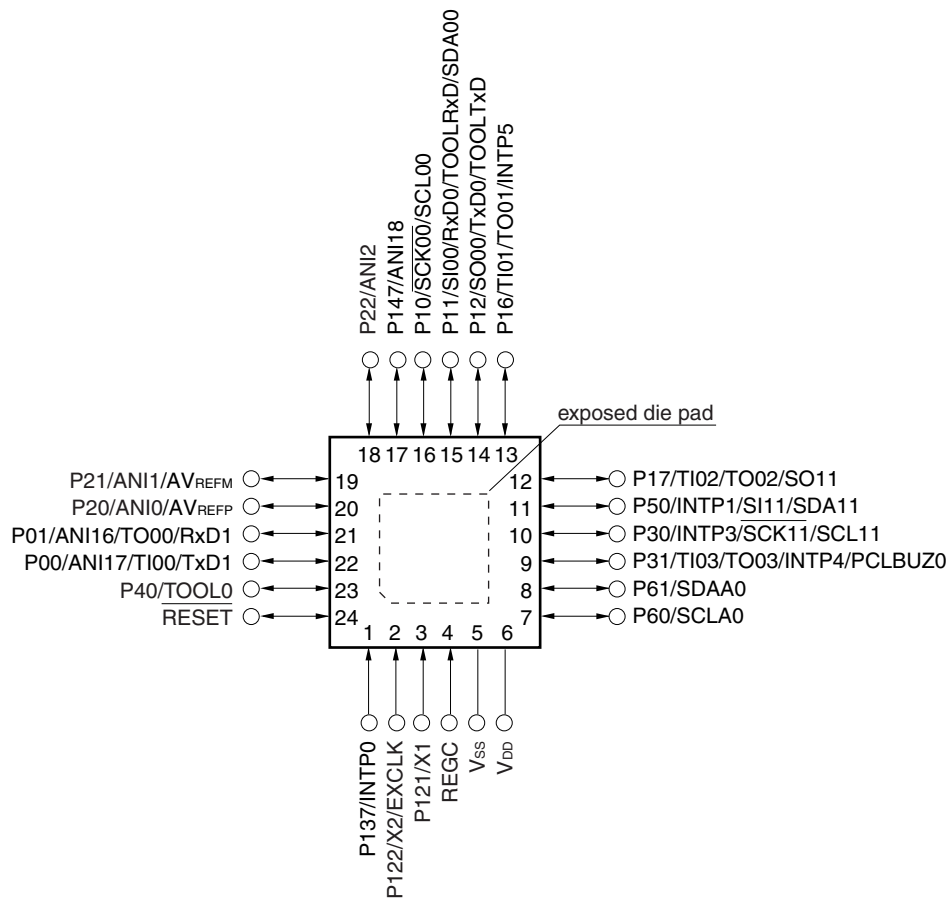 P22/ANI2
P147/ANI18
P10/SCK00/SCL00
P11/SI00/RxD0/TOOLRxD/SDA00
P12/SO00/TxD0/TOOLTxD
P16/TI01/TO01/INTP5
exposed die pad
18 17 16 15 14 13
P21/ANI1/AVREFM 19 12 P17/TI02/TO02/SO11
P20/ANI0/AVREFP 20 11 P50/INTP1/SI11/SDA11
P01/ANI16/TO00/RxD1 21 10 P30/INTP3/SCK11/SCL11
P00/ANI17/TI00/TxD1 22 9 P31/TI03/TO03/INTP4/PCLBUZ0
P40/TOOL0 23 8 P61/SDAA0
RESET 24 7 P60/SCLA0
1 2 3 4 5 6
P137/INTP0
P122/X2/EXCLK
P121/X1
REGC
VSS
VDD